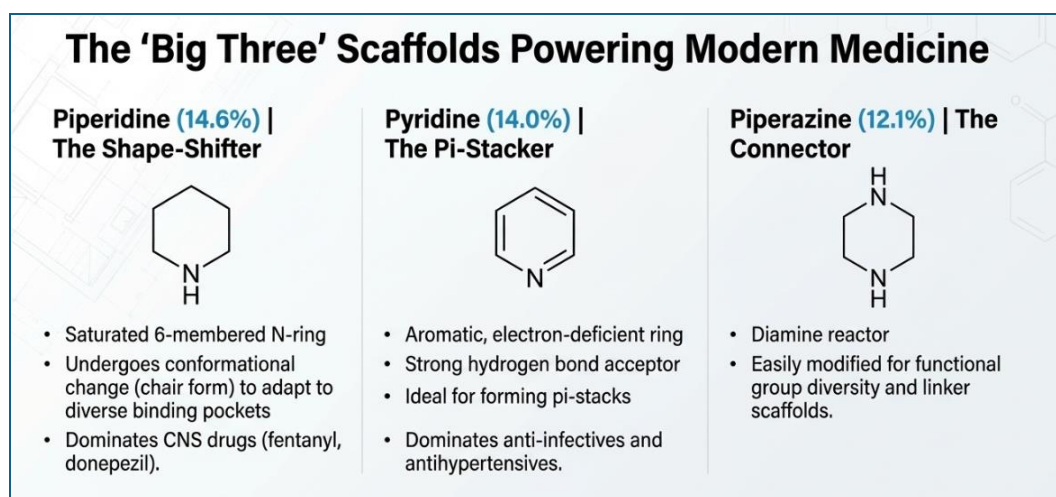 The ‘Big Three’ Scaffolds Powering Modern Medicine
Piperidine (14.6%) |
The Shape-Shifter
N
H
• Saturated 6-membered N-ring
• Undergoes conformational
change (chair form) to adapt to
diverse binding pockets
• Dominates CNS drugs (fentanyl,
donepezil).
Pyridine (14.0%) |
The Pi-Stacker
N
• Aromatic, electron-deficient ring
• Strong hydrogen bond acceptor
• Ideal for forming pi-stacks
• Dominates anti-infectives and
antihypertensives.
Piperazine (12.1%) | The
Connector
H
N
N
H
• Diamine reactor
• Easily modified for functional
group diversity and linker
scaffolds.